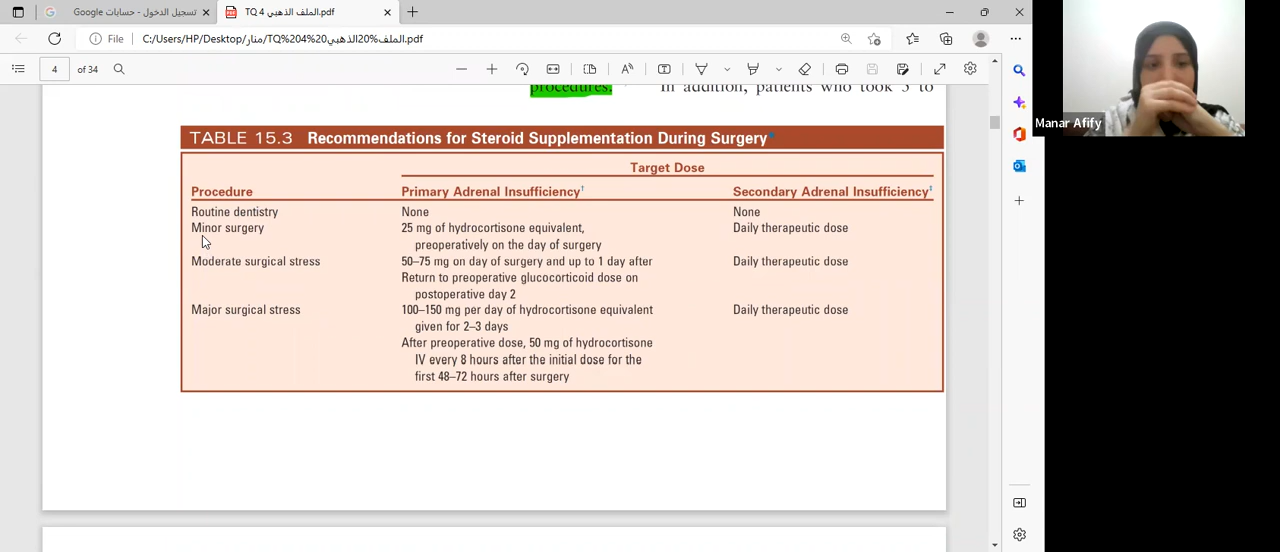 تسجيل الدخول - حسابات Google
TQ 4 الملف الذهبي.pdf
File
C:/Users/HP/Desktop/منار/TQ%204%20الملف%20الذهبي.pdf
4 of 34
procedures. In addition, patients who took 5 to
TABLE 15.3 Recommendations for Steroid Supplementation During Surgery*
Target Dose
Procedure Primary Adrenal Insufficiency† Secondary Adrenal Insufficiency‡
Routine dentistry None None
Minor surgery 25 mg of hydrocortisone equivalent, Daily therapeutic dose
preoperatively on the day of surgery
Moderate surgical stress 50–75 mg on day of surgery and up to 1 day after Daily therapeutic dose
Return to preoperative glucocorticoid dose on
postoperative day 2
Major surgical stress 100–150 mg per day of hydrocortisone equivalent Daily therapeutic dose
given for 2–3 days
After preoperative dose, 50 mg of hydrocortisone
IV every 8 hours after the initial dose for the
first 48–72 hours after surgery
Manar Afify